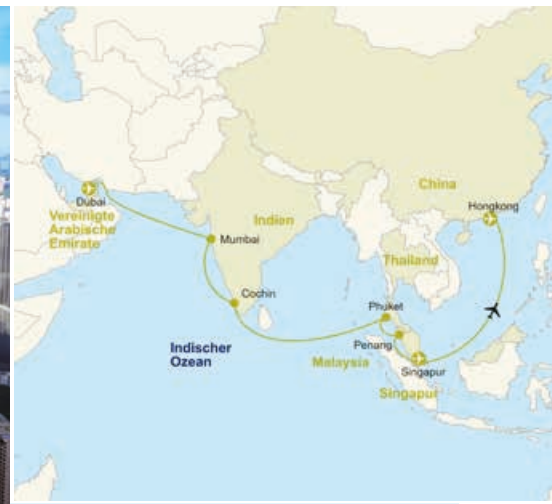 China
Hongkong
Dubai
Vereinigte
Arabische
Emirate
Indien
Mumbai
Thailand
Cochin
Phuket
Indischer
Ozean
Penang
Malaysia
Singapur
Singapur